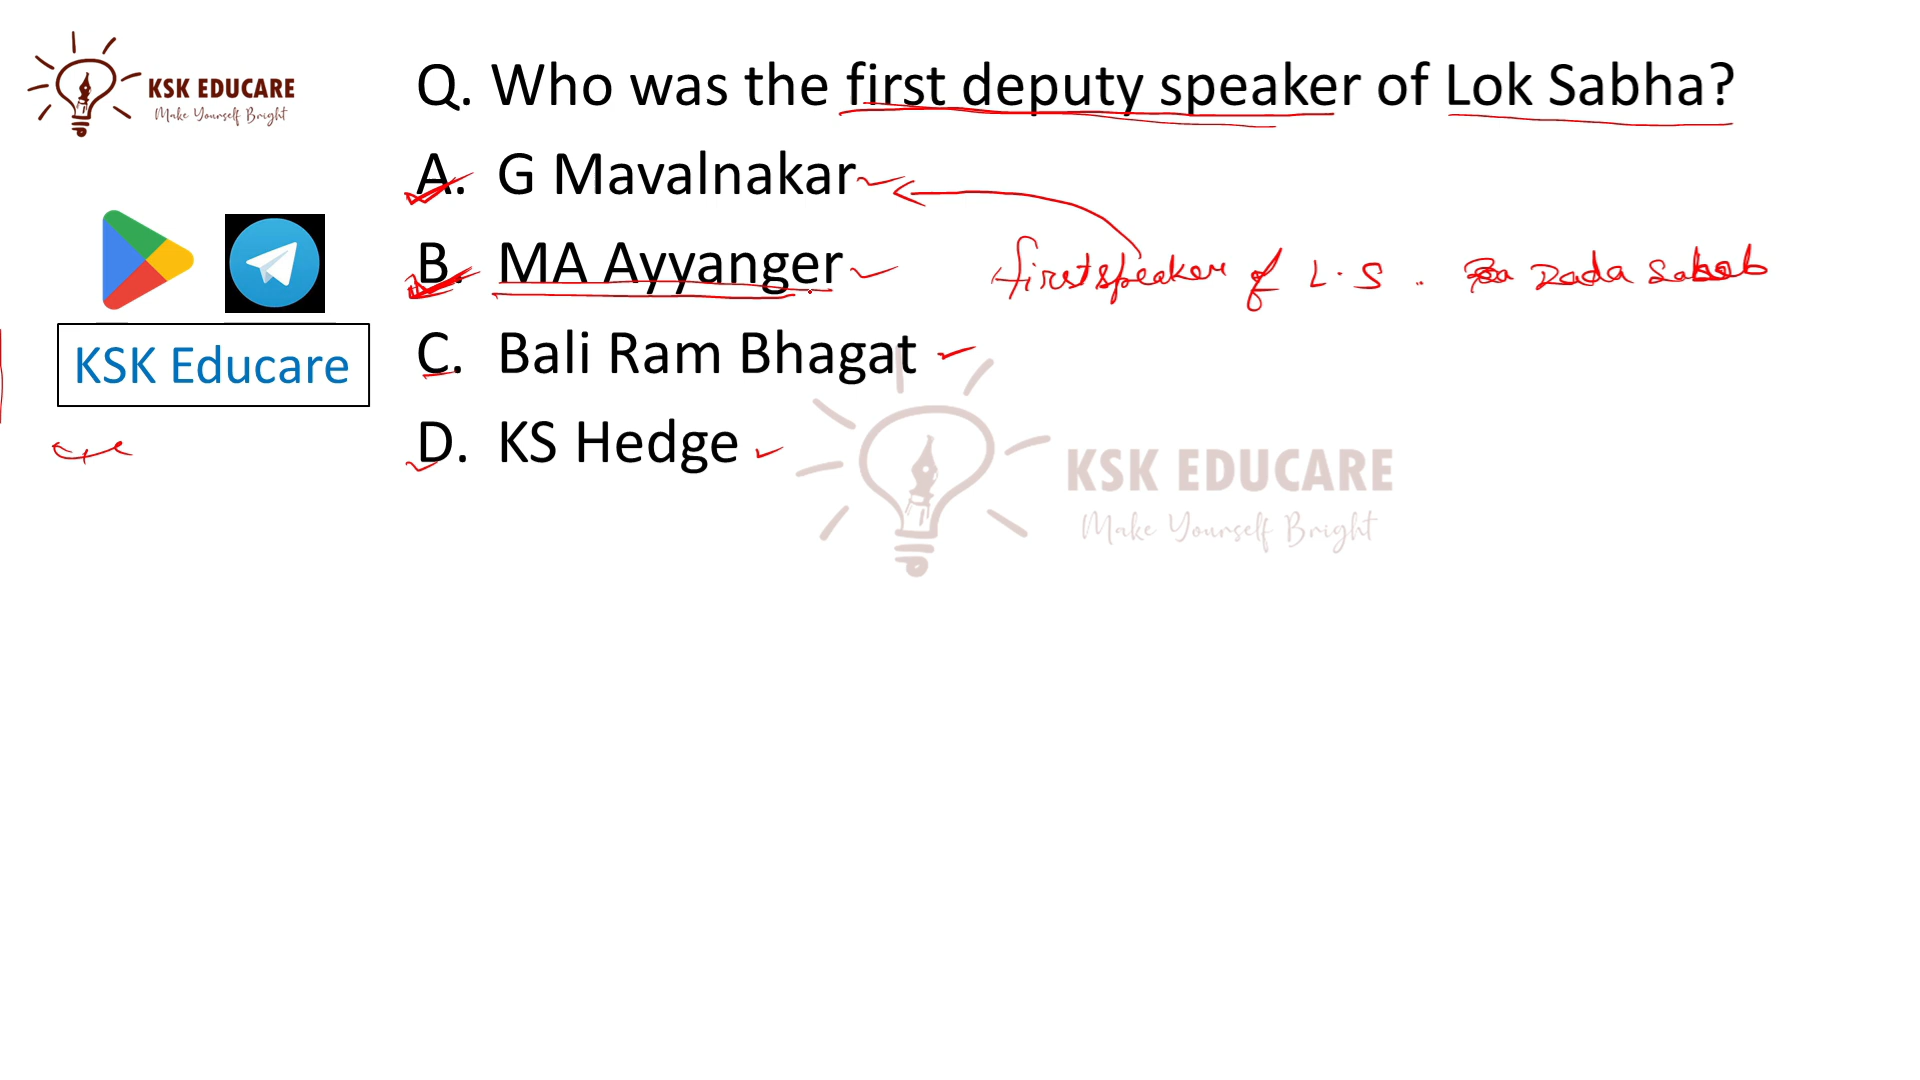 KSK EDUCARE
Make Yourself Bright
Q. Who was the first deputy speaker of Lok Sabha?
A. G Mavalnakar
B. MA Ayyanger
first speaker of L.S. Dada Saheb
C. Bali Ram Bhagat
D. KS Hedge
KSK Educare
KSK EDUCARE
Make Yourself Bright